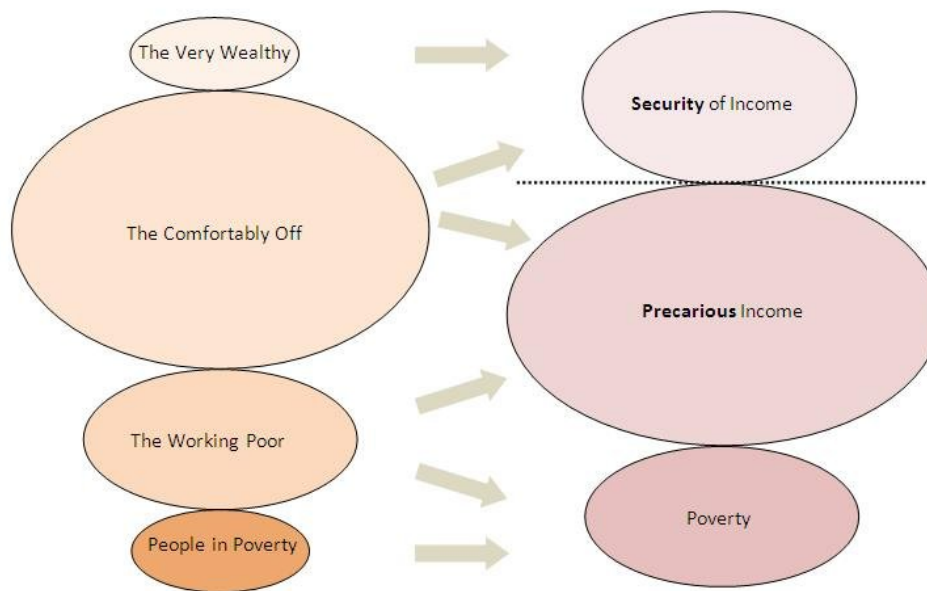 The Very Wealthy
The Comfortably Off
The Working Poor
People in Poverty
Security of Income
Precarious Income
Poverty